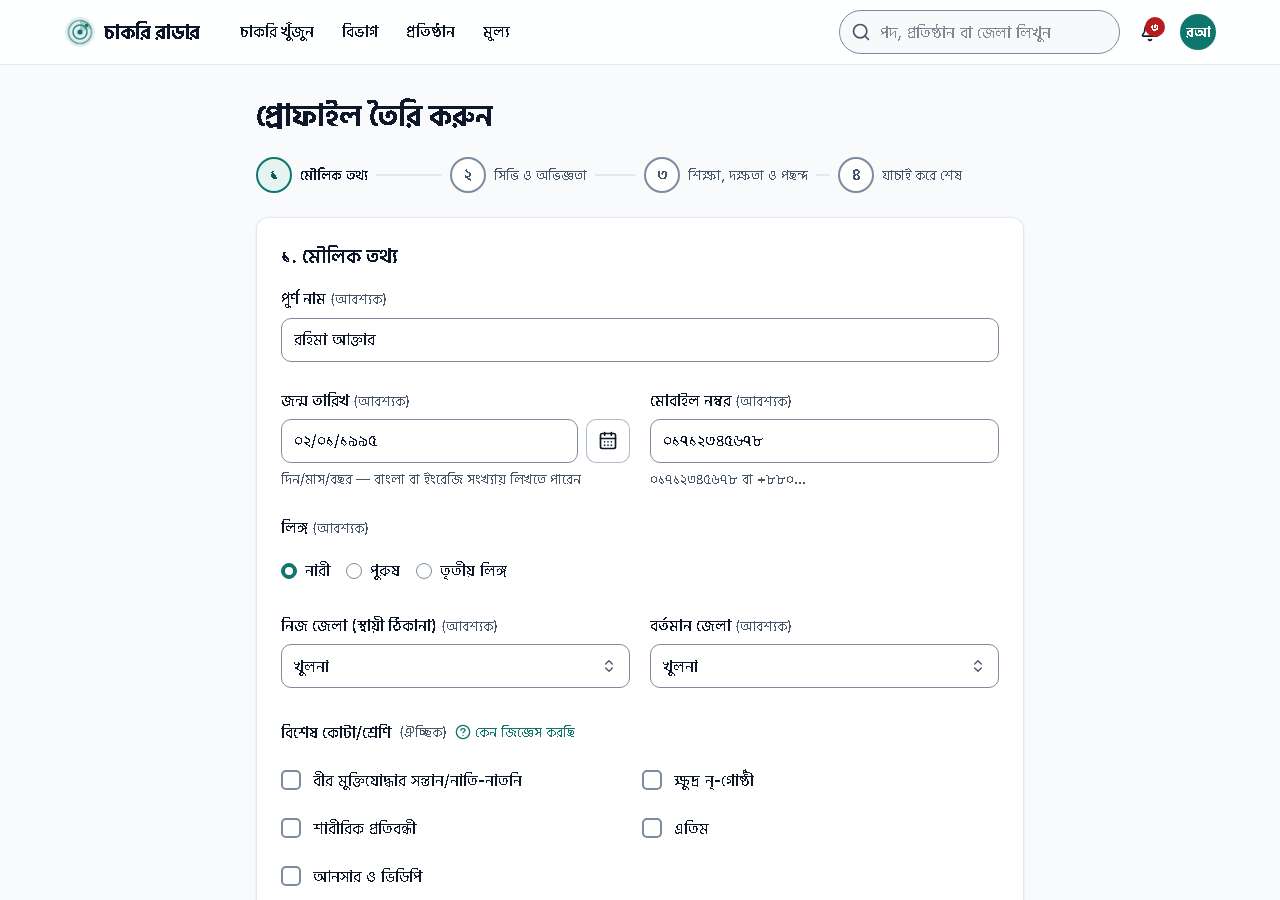 চাকরি রাডার
চাকরি খুঁজুন বিভাগ প্রতিষ্ঠান মূল্য
পদ, প্রতিষ্ঠান বা জেলা লিখুন
৩
রআ
প্রোফাইল তৈরি করুন
১ মৌলিক তথ্য ২ সিভি ও অভিজ্ঞতা ৩ শিক্ষা, দক্ষতা ও পছন্দ ৪ যাচাই করে শেষ
১. মৌলিক তথ্য
পূর্ণ নাম (আবশ্যক)
রহিমা আক্তার
জন্ম তারিখ (আবশ্যক) মোবাইল নম্বর (আবশ্যক)
০২/০১/১৯৯৫ ০১৭১২৩৪৫৬৭৮
দিন/মাস/বছর — বাংলা বা ইংরেজি সংখ্যায় লিখতে পারেন ০১৭১২৩৪৫৬৭৮ বা +৮৮০...
লিঙ্গ (আবশ্যক)
নারী পুরুষ তৃতীয় লিঙ্গ
নিজ জেলা (স্থায়ী ঠিকানা) (আবশ্যক) বর্তমান জেলা (আবশ্যক)
খুলনা খুলনা
বিশেষ কোটা/শ্রেণি (ঐচ্ছিক) কেন জিজ্ঞেস করছি
বীর মুক্তিযোদ্ধার সন্তান/নাতি-নাতনি ক্ষুদ্র নৃ-গোষ্ঠী
শারীরিক প্রতিবন্ধী এতিম
আনসার ও ভিডিপি